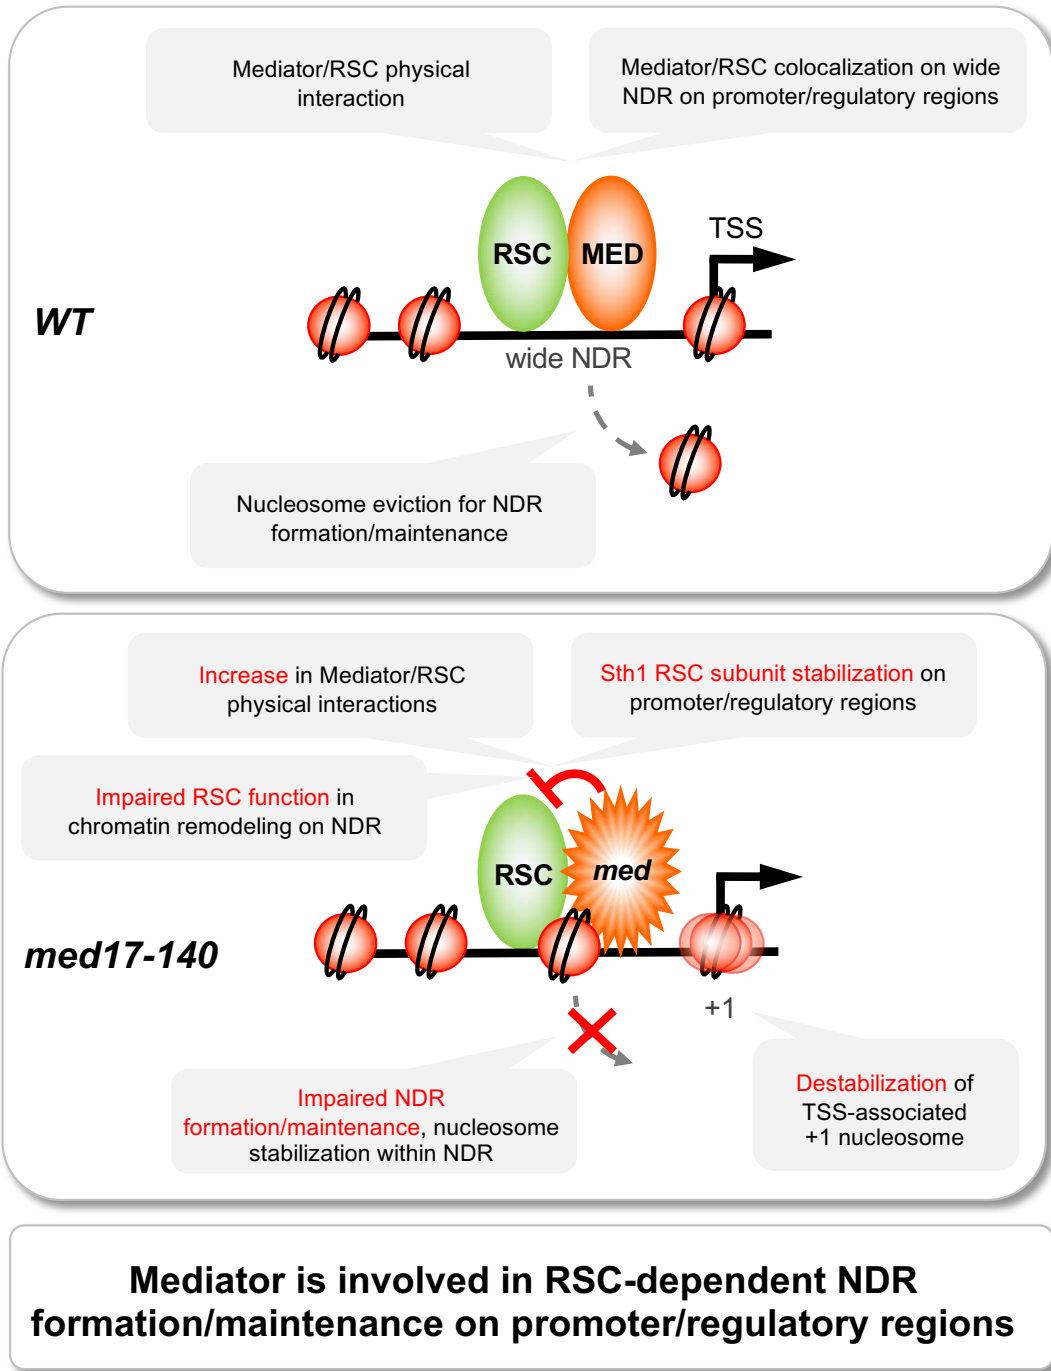 Mediator/RSC physical
interaction
Mediator/RSC colocalization on wide
NDR on promoter/regulatory regions
TSS
RSC
MED
WT
wide NDR
Nucleosome eviction for NDR
formation/maintenance
Increase in Mediator/RSC
physical interactions
Sth1 RSC subunit stabilization on
promoter/regulatory regions
Impaired RSC function in
chromatin remodeling on NDR
RSC
med
med17-140
+1
Impaired NDR
formation/maintenance, nucleosome
stabilization within NDR
Destabilization of
TSS-associated
+1 nucleosome
Mediator is involved in RSC-dependent NDR
formation/maintenance on promoter/regulatory regions